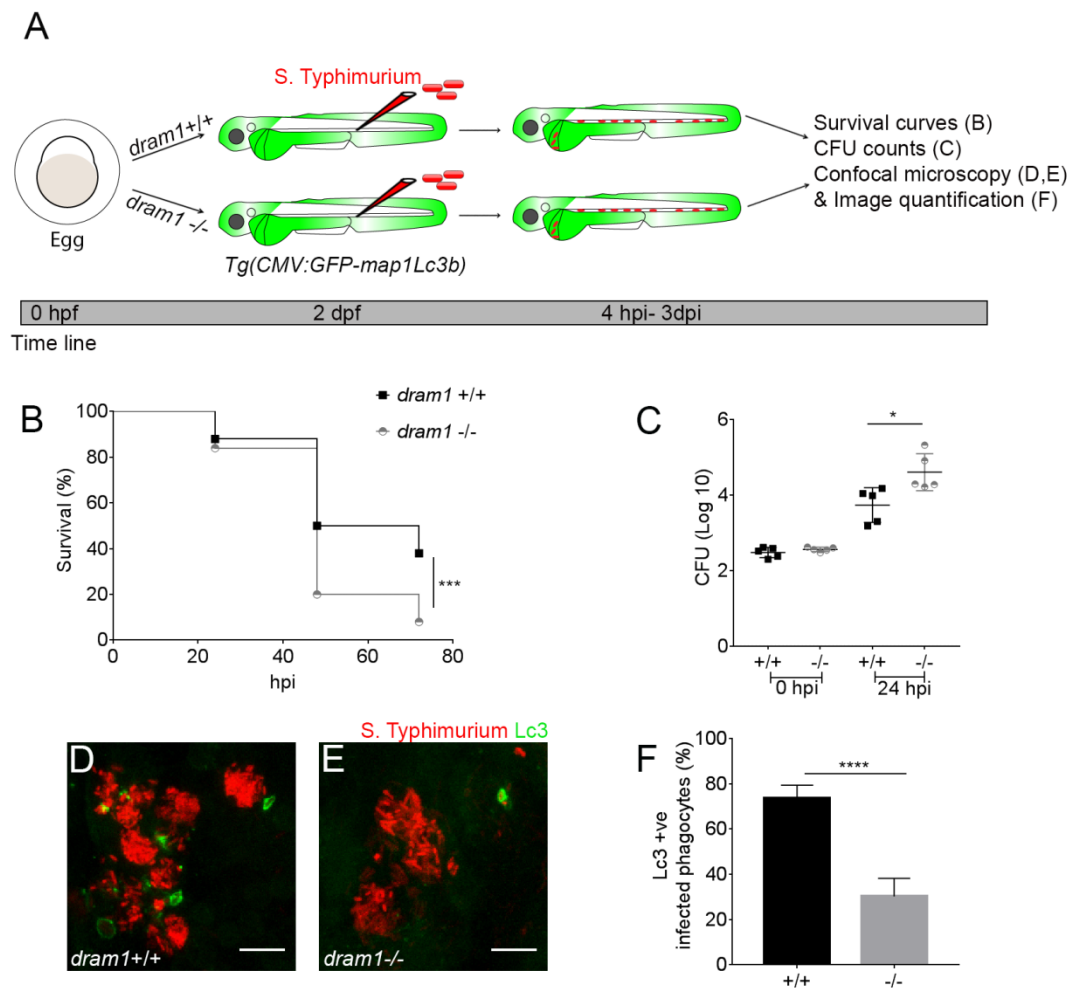 A
S. Typhimurium
dram1+/+
dram1 -/-
Egg
Tg(CMV:GFP-map1Lc3b)
Survival curves (B)
CFU counts (C)
Confocal microscopy (D,E)
& Image quantification (F)
0 hpf 2 dpf 4 hpi- 3dpi
Time line
B
dram1 +/+
dram1 -/-
Survival (%)
100
80
60
40
20
0
***
0 20 40 60 80
hpi
C
CFU (Log 10)
6
4
2
0
*
+/+ -/- +/+ -/-
0 hpi 24 hpi
S. Typhimurium Lc3
D
dram1+/+
E
dram1-/-
F
Lc3 +ve
infected phagocytes (%)
100
80
60
40
20
0
****
+/+ -/-